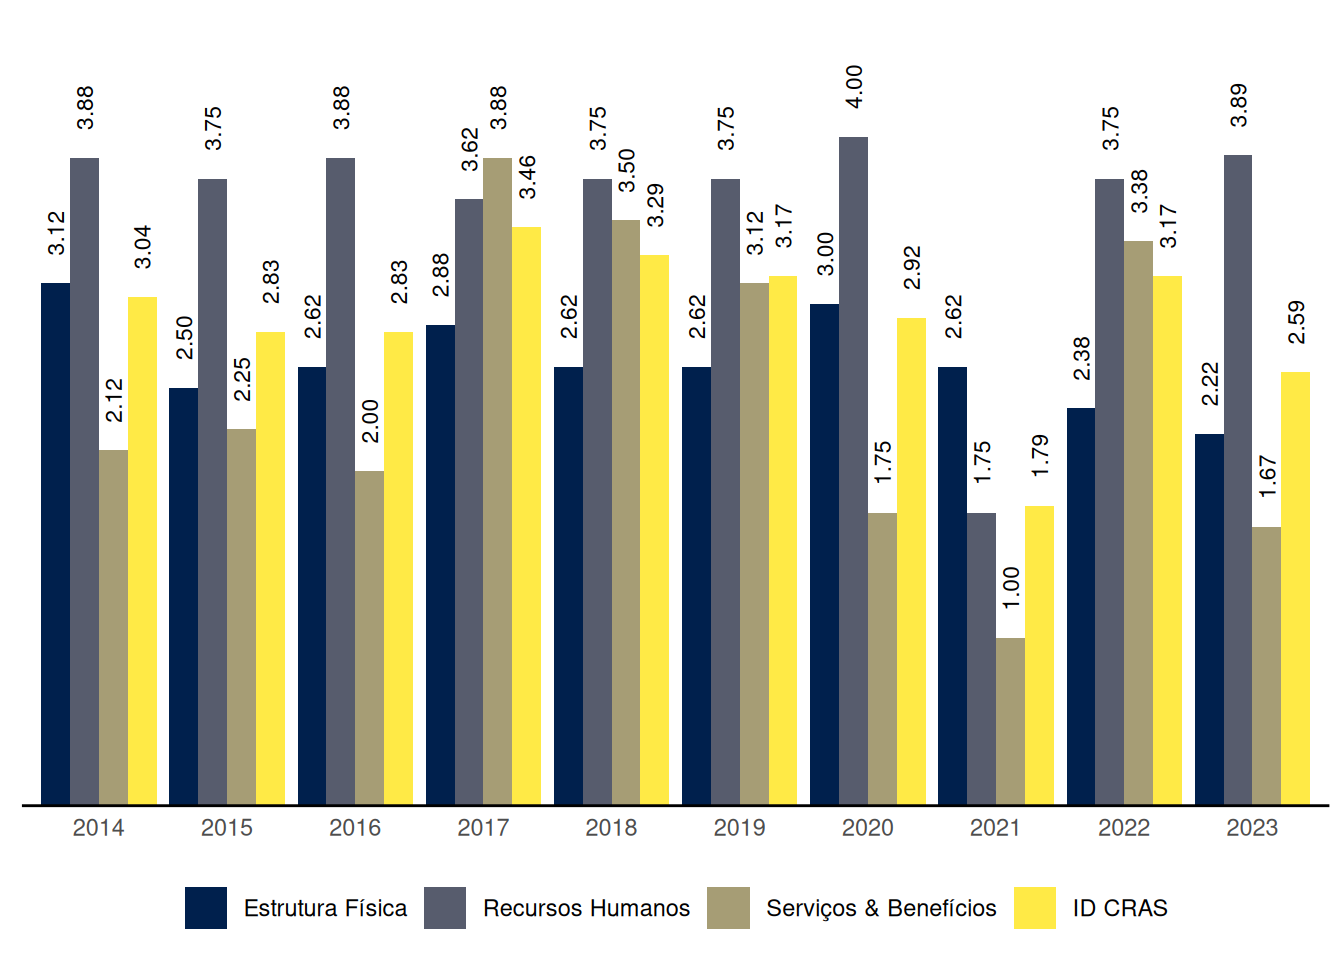 3.12 3.88 2.12 3.04
2.50 3.75 2.25 2.83
2.62 3.88 2.00 2.83
2.88 3.62 3.88 3.46
2.62 3.75 3.50 3.29
2.62 3.75 3.12 3.17
3.00 4.00 1.75 2.92
2.62 1.75 1.00 1.79
2.38 3.75 3.38 3.17
2.22 3.89 1.67 2.59
2014 2015 2016 2017 2018 2019 2020 2021 2022 2023
Estrutura Física Recursos Humanos Serviços & Benefícios ID CRAS